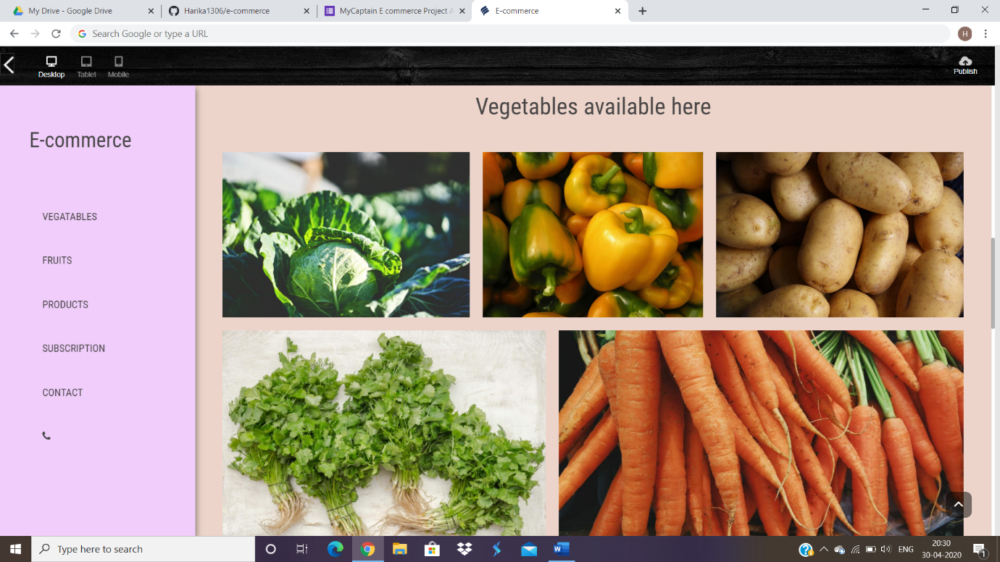 My Drive - Google Drive
Harika1306/e-commerce
MyCaptain E commerce Project A
E-commerce
Search Google or type a URL
H
Desktop
Tablet
Mobile
Publish
Vegetables available here
E-commerce
VEGATABLES
FRUITS
PRODUCTS
SUBSCRIPTION
CONTACT
Type here to search
ENG
20:30
30-04-2020
1